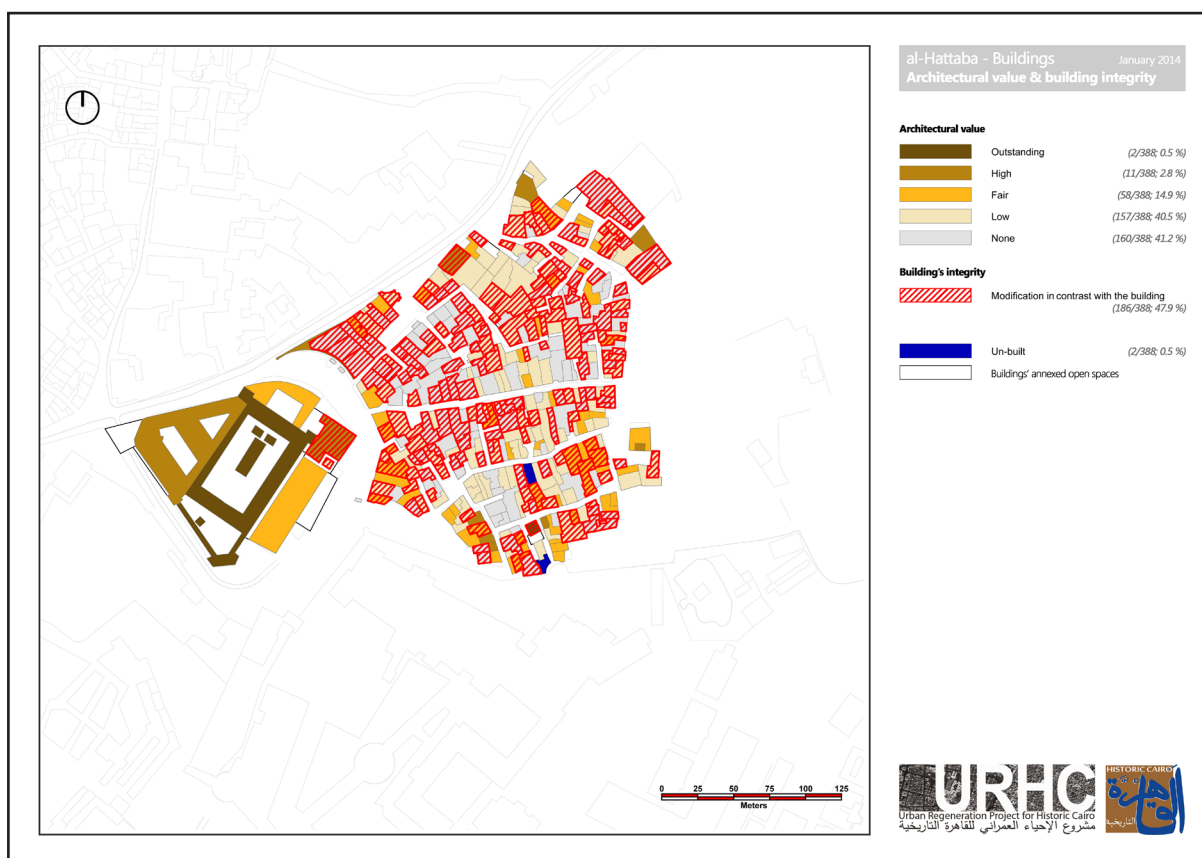 al-Hattaba - Buildings January 2014
Architectural value & building integrity
Architectural value
Outstanding (2/388; 0.5 %)
High (11/388; 2.8 %)
Fair (58/388; 14.9 %)
Low (157/388; 40.5 %)
None (160/388; 41.2 %)
Building's integrity
Modification in contrast with the building
(186/388; 47.9 %)
Un-built (2/388; 0.5 %)
Buildings' annexed open spaces
0 25 50 75 100 125
Meters
URHC
Urban Regeneration Project for Historic Cairo
مشروع الإحياء العمراني للقاهرة التاريخية
HISTORIC CAIRO
القاهرة
التاريخية